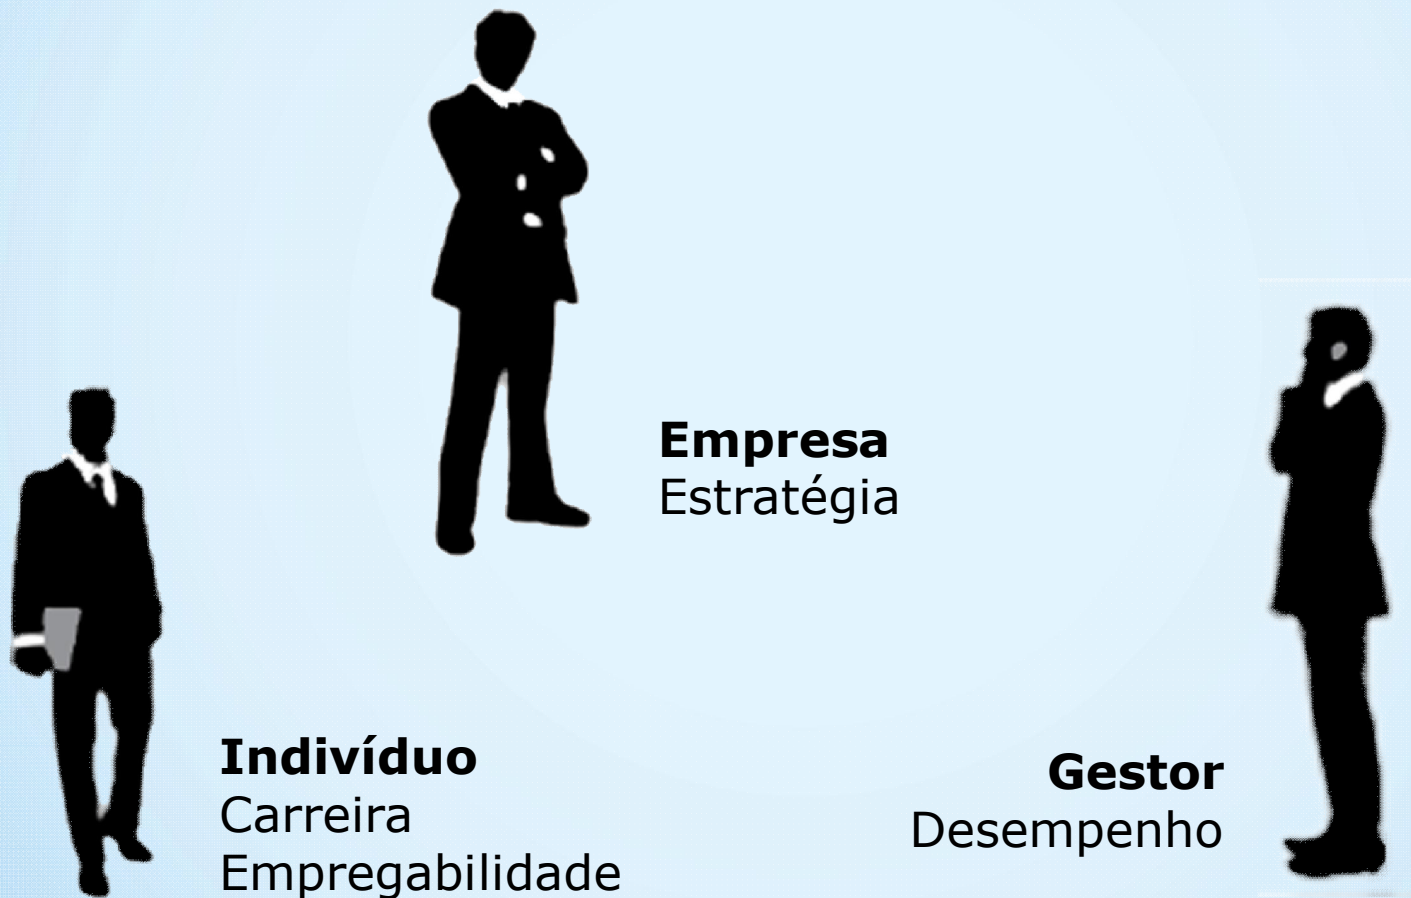 Empresa
Estratégia
Indivíduo
Carreira
Empregabilidade
Gestor
Desempenho